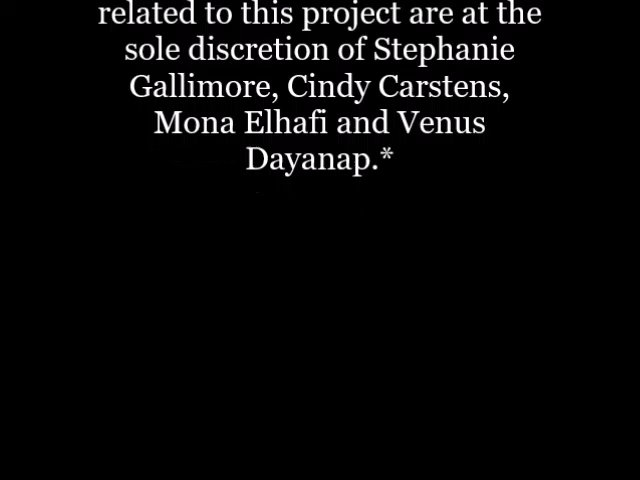 related to this project are at the
sole discretion of Stephanie
Gallimore, Cindy Carstens,
Mona Elhafi and Venus
Dayanap.*